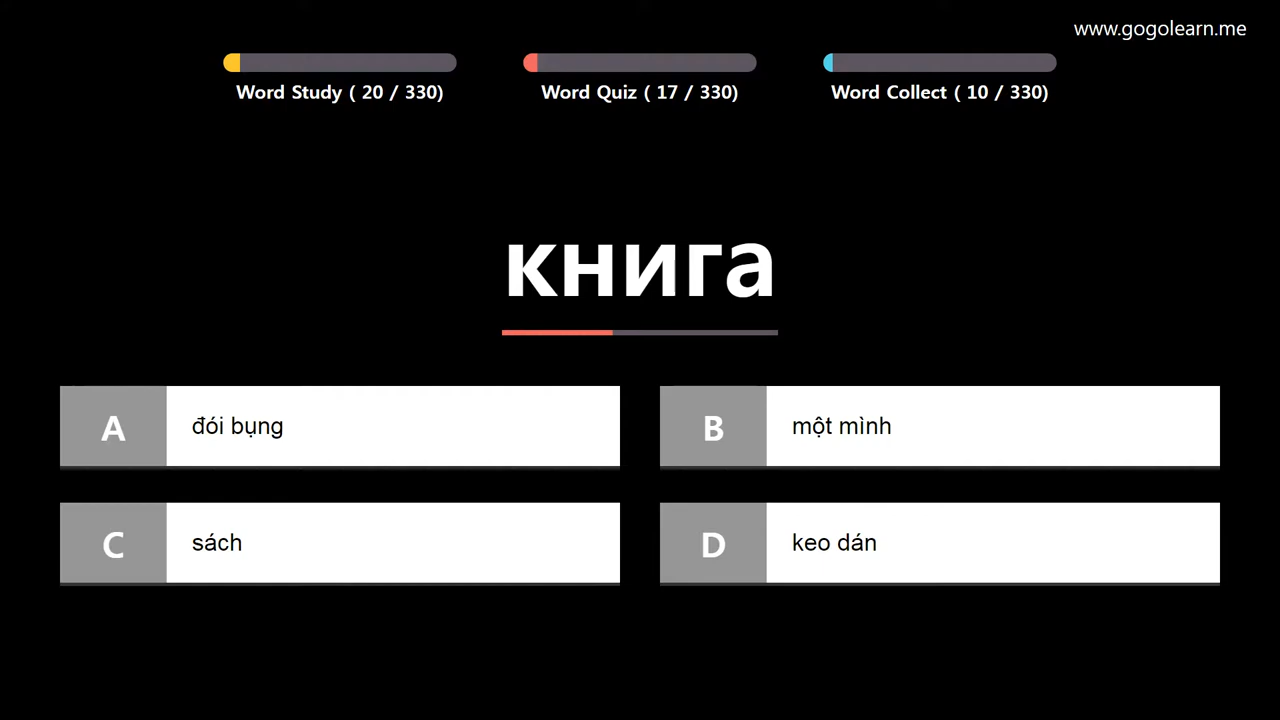 www.gogolearn.me
Word Study ( 20 / 330)
Word Quiz ( 17 / 330)
Word Collect ( 10 / 330)
книга
A đói bụng
B một mình
C sách
D keo dán